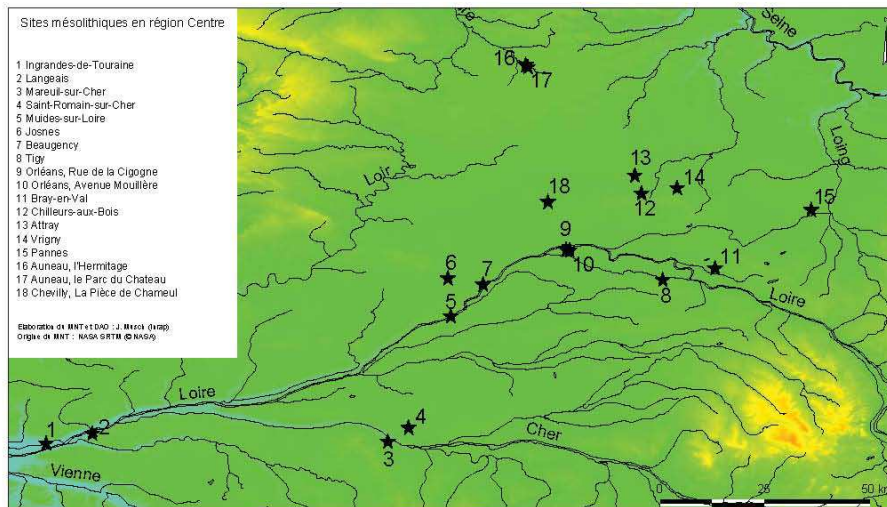 Sites mésolithiques en région Centre
1 Ingrandes-de-Touraine
2 Langeais
3 Mareuil-sur-Cher
4 Saint-Romain-sur-Cher
5 Muides-sur-Loire
6 Josnes
7 Beaugency
8 Tigy
9 Orléans, Rue de la Cigogne
10 Orléans, Avenue Mouillère
11 Bray-en-Val
12 Chilleurs-aux-Bois
13 Attray
14 Vrigny
15 Pannes
16 Auneau, l'Hermitage
17 Auneau, le Parc du Chateau
18 Chevilly, La Pièce de Chameul
Elaboration du MNT et DAO : J. (Inrap)
Origine du MNT : NASA SRTM (© NASA)
Seine
16
17
Loing
Loir
13
14
12
15
18
9
10
11
6
7
8
5
Loire
Loire
4
3
Cher
1
2
Vienne
0 25 50 km